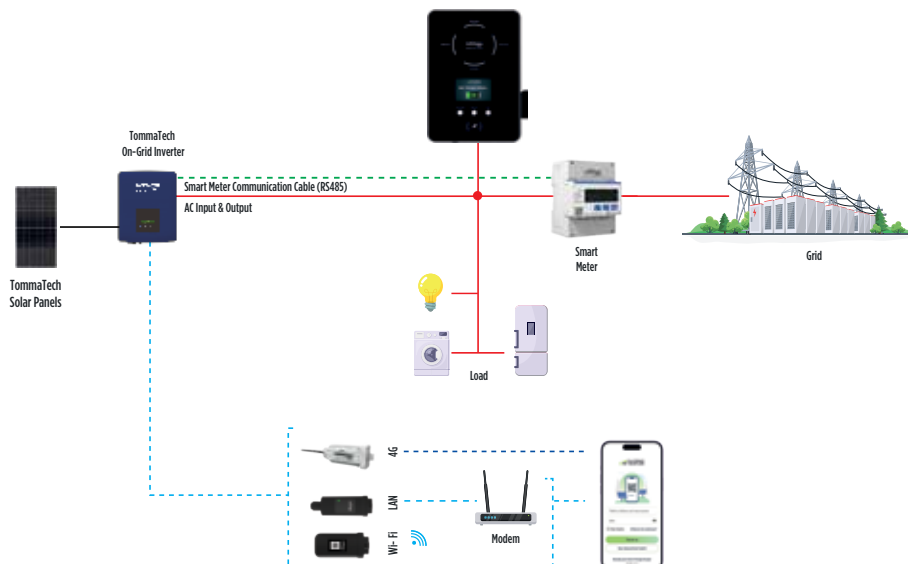 TommaTech
On-Grid Inverter
Smart Meter Communication Cable (RS485)
AC Input & Output
TommaTech
Solar Panels
Smart
Meter
Grid
Load
4G
LAN
Wi-Fi
Modem